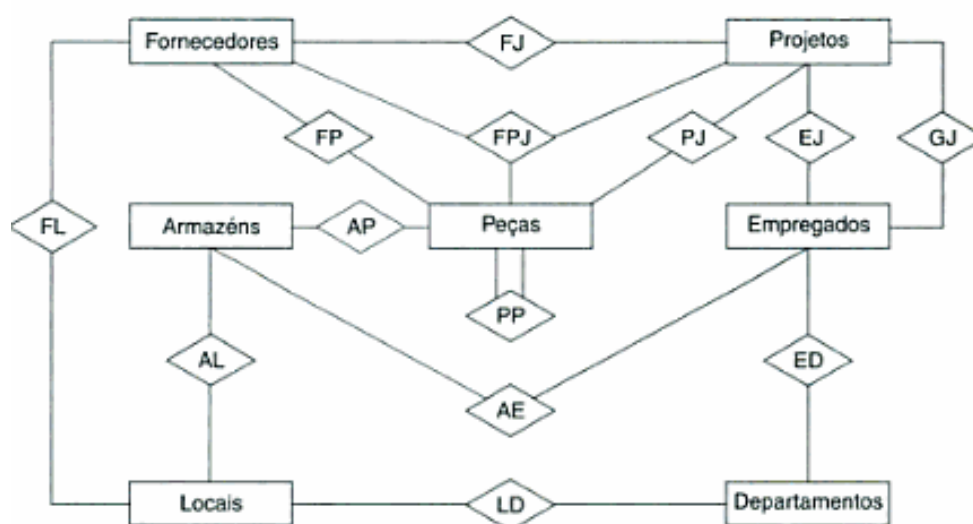 Fornecedores
FJ
Projetos
FP
FPJ
PJ
EJ
GJ
FL
Armazéns
AP
Peças
Empregados
PP
AL
ED
AE
Locais
LD
Departamentos